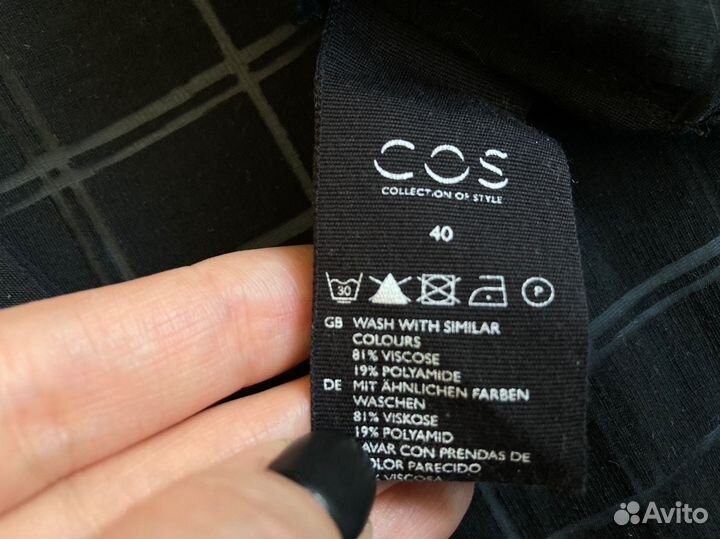 COS
COLLECTION OF STYLE
40
30 P
GB WASH WITH SIMILAR
COLOURS
81% VISCOSE
19% POLYAMIDE
DE MIT ÄHNLICHEN FARBEN
WASCHEN
81% VISKOSE
19% POLYAMID
LAVAR CON PRENDAS DE
COLOR PARECIDO
VISCOSA
Avito